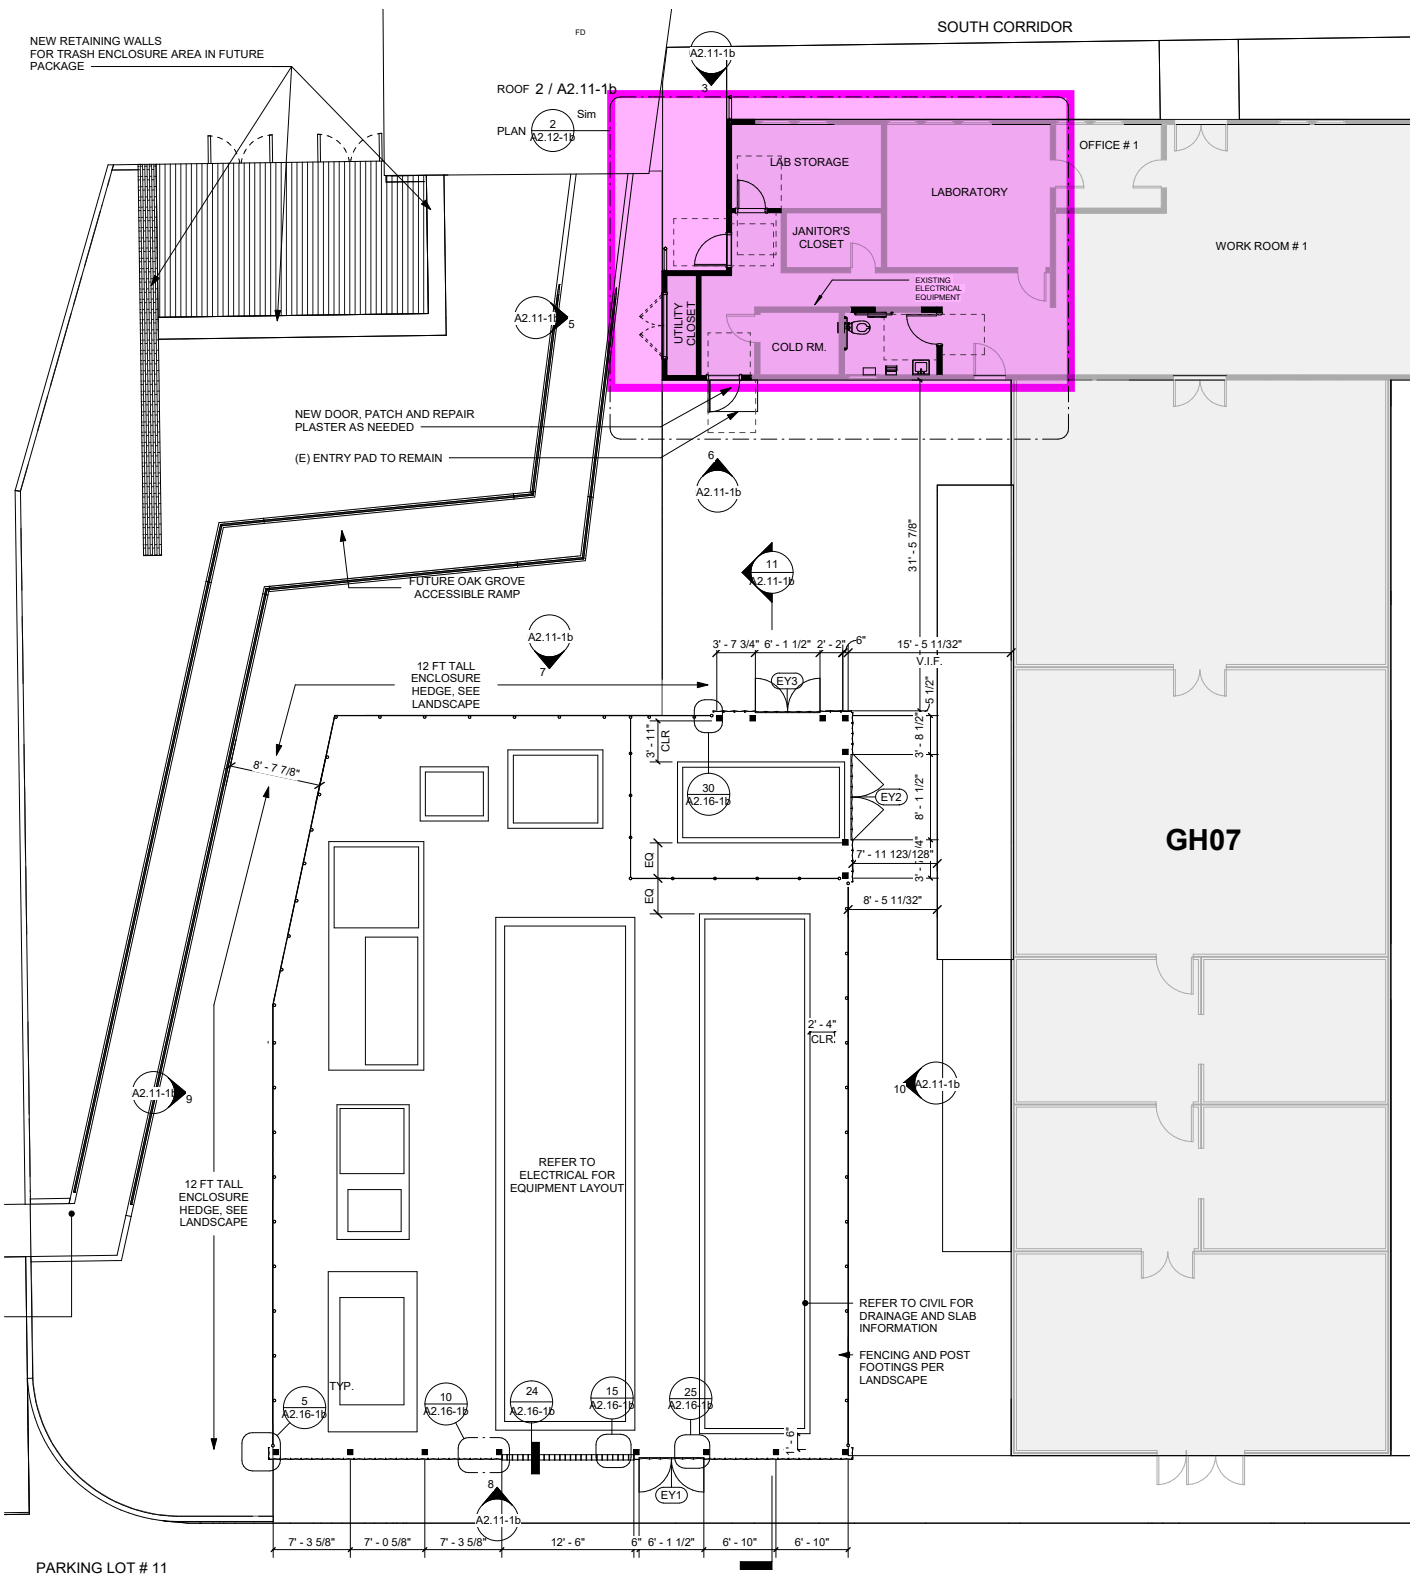 SOUTH CORRIDOR
FD
NEW RETAINING WALLS
FOR TRASH ENCLOSURE AREA IN FUTURE
PACKAGE
A2.11-1b
3
ROOF 2 / A2.11-1b
Sim
PLAN
2
A2.12-1b
OFFICE # 1
LAB STORAGE
LABORATORY
JANITOR'S
CLOSET
WORK ROOM # 1
EXISTING
ELECTRICAL
EQUIPMENT
UTILITY
CLOSET
COLD RM.
A2.11-1b
5
NEW DOOR, PATCH AND REPAIR
PLASTER AS NEEDED
(E) ENTRY PAD TO REMAIN
6
A2.11-1b
31' - 5 7/8"
11
A2.11-1b
FUTURE OAK GROVE
ACCESSIBLE RAMP
A2.11-1b
7
3' - 7 3/4"
6' - 1 1/2"
2' - 2"
6"
15' - 5 11/32"
V.I.F.
12 FT TALL
ENCLOSURE
HEDGE, SEE
LANDSCAPE
EY3
5 1/2"
3' - 8 1/2"
3' - 11"
CLR
8' - 7 7/8"
30
A2.16-1b
EY2
8' - 1 1/2"
GH07
7' - 11 123/128"
EQ
EQ
8' - 5 11/32"
2' - 4"
CLR.
A2.11-1b
9
10
A2.11-1b
REFER TO
ELECTRICAL FOR
EQUIPMENT LAYOUT
12 FT TALL
ENCLOSURE
HEDGE, SEE
LANDSCAPE
REFER TO CIVIL FOR
DRAINAGE AND SLAB
INFORMATION
FENCING AND POST
FOOTINGS PER
LANDSCAPE
TYP.
5
A2.16-1b
10
A2.16-1b
24
A2.16-1b
15
A2.16-1b
25
A2.16-1b
1' - 6"
8
A2.11-1b
EY1
7' - 3 5/8"
7' - 0 5/8"
7' - 3 5/8"
12' - 6"
6"
6' - 1 1/2"
6' - 10"
6' - 10"
PARKING LOT # 11